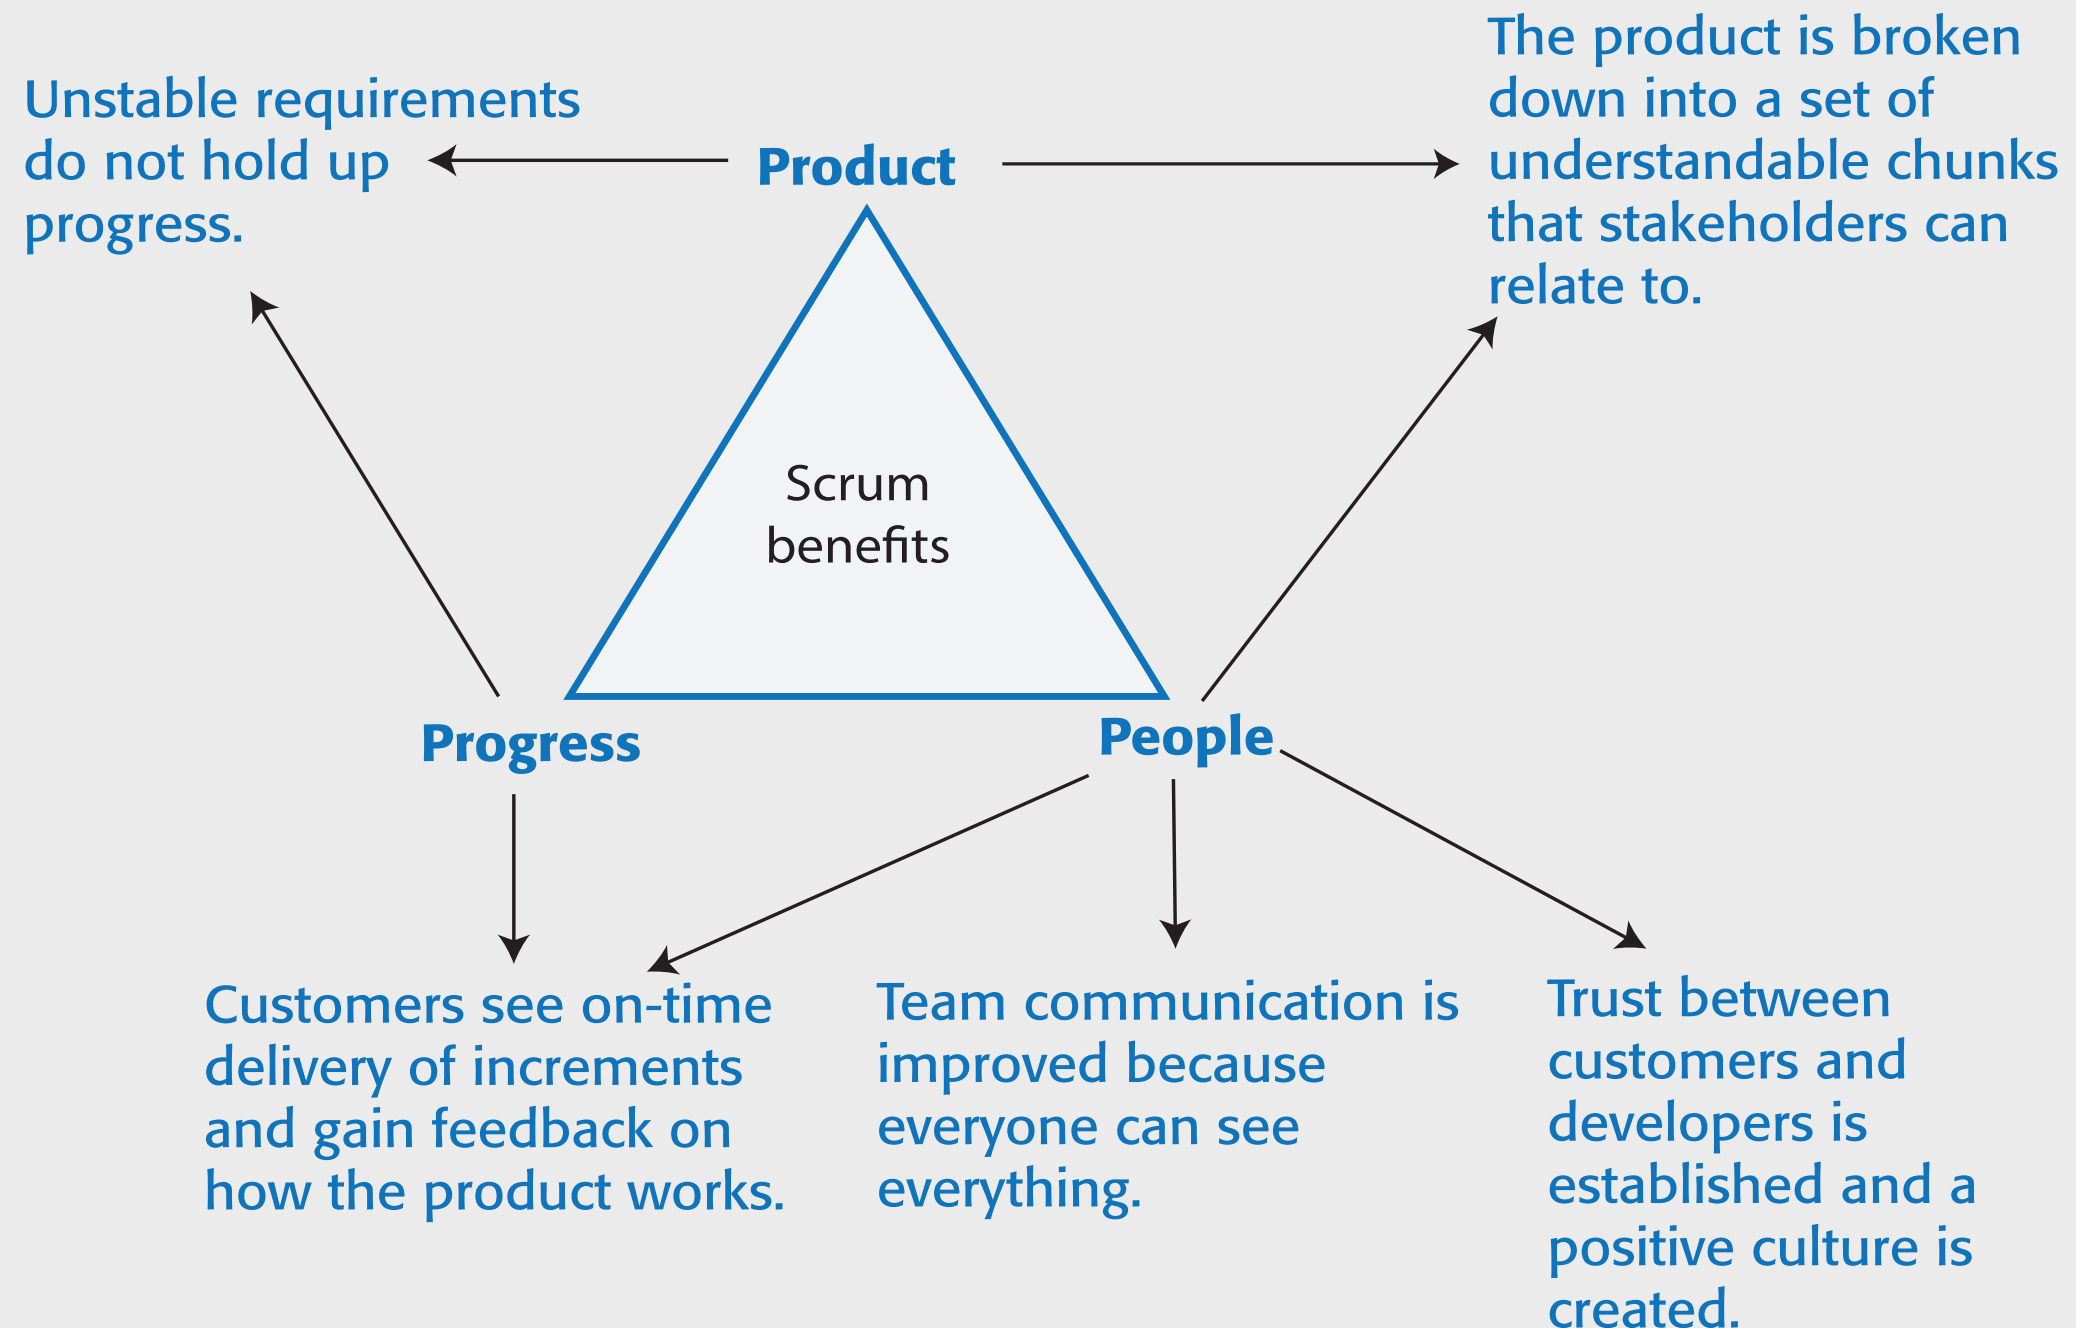 Unstable requirements
do not hold up
progress.
Product
The product is broken
down into a set of
understandable chunks
that stakeholders can
relate to.
Scrum
benefits
Progress
People
Customers see on-time
delivery of increments
and gain feedback on
how the product works.
Team communication is
improved because
everyone can see
everything.
Trust between
customers and
developers is
established and a
positive culture is
created.